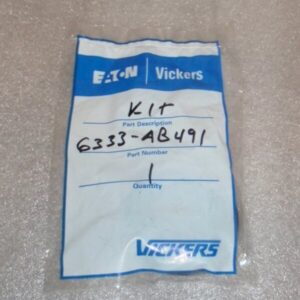 EATON | Vickers
KIT
Part Description
6333-AB491
Part Number
1
Quantity
VICKERS